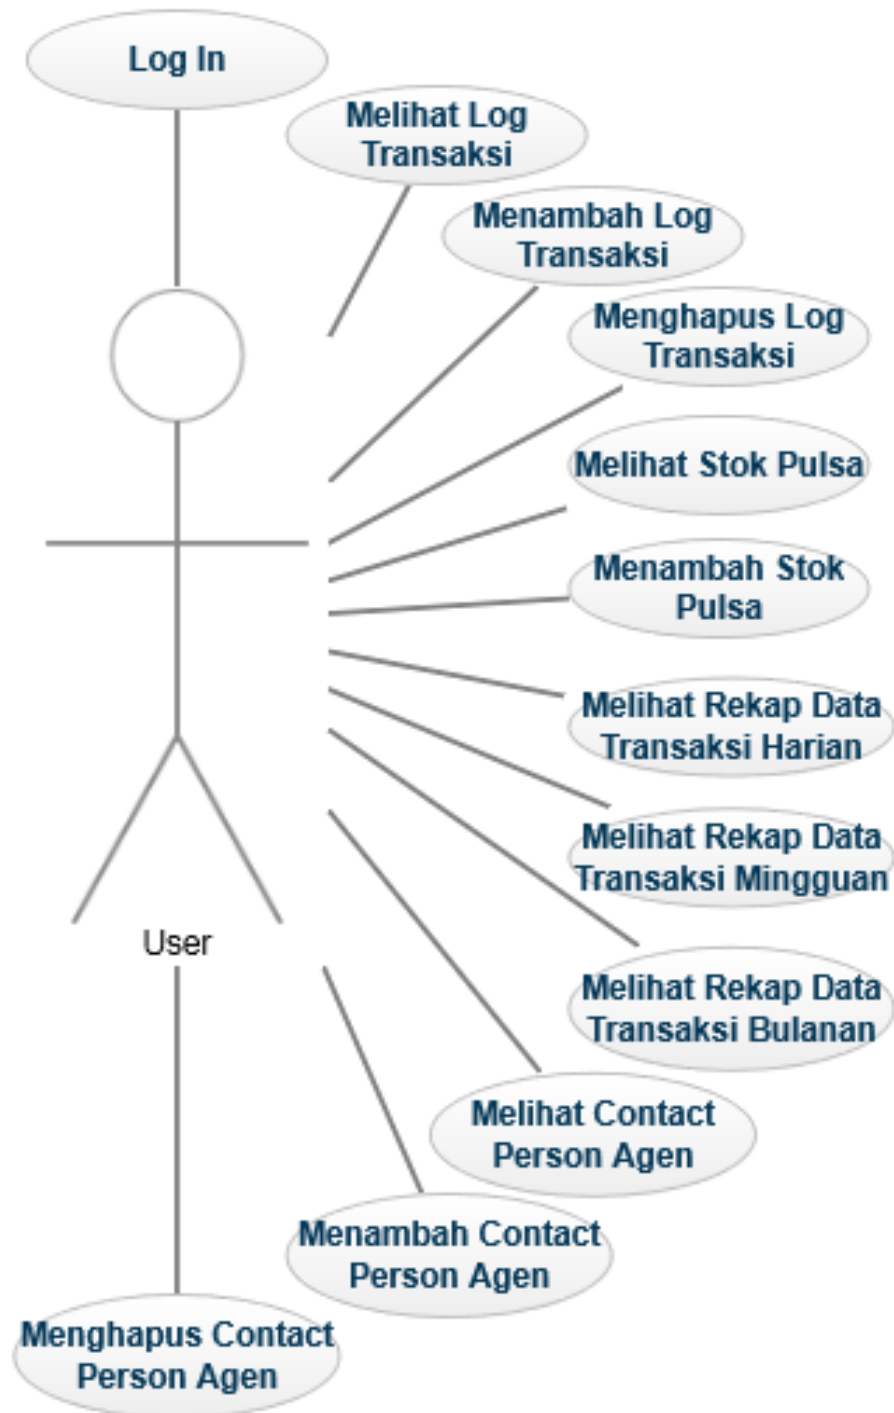 Log In
Melihat Log
Transaksi
Menambah Log
Transaksi
Menghapus Log
Transaksi
Melihat Stok Pulsa
Menambah Stok
Pulsa
Melihat Rekap Data
Transaksi Harian
Melihat Rekap Data
Transaksi Mingguan
User
Melihat Rekap Data
Transaksi Bulanan
Melihat Contact
Person Agen
Menambah Contact
Person Agen
Menghapus Contact
Person Agen